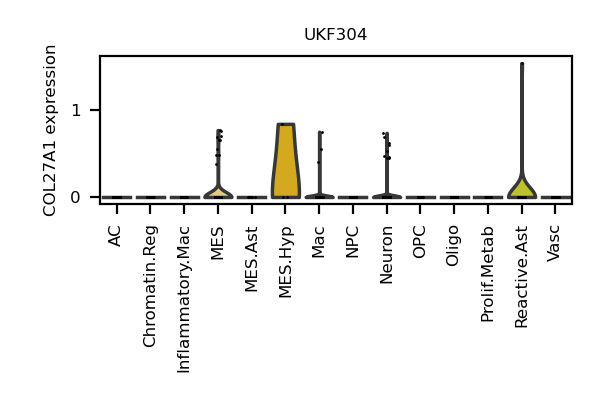 UKF304
COL27A1 expression
1
0
AC
Chromatin.Reg
Inflammatory.Mac
MES
MES.Ast
MES.Hyp
Mac
NPC
Neuron
OPC
Oligo
Prolif.Metab
Reactive.Ast
Vasc